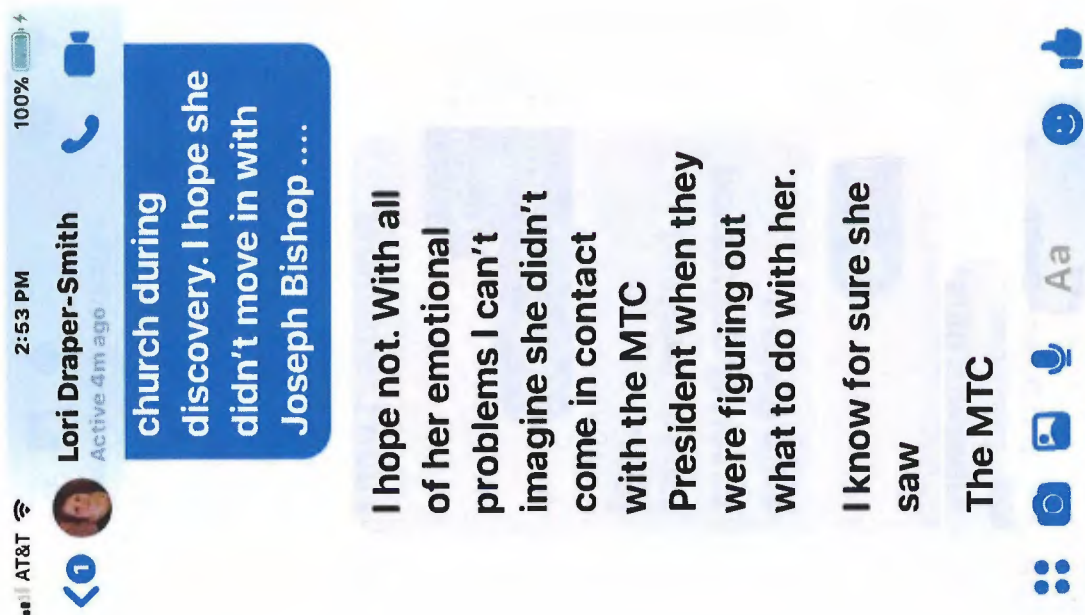 AT&T 2:53 PM 100%
1 Lori Draper-Smith
Active 4m ago
church during
discovery. I hope she
didn't move in with
Joseph Bishop ....
I hope not. With all
of her emotional
problems I can't
imagine she didn't
come in contact
with the MTC
President when they
were figuring out
what to do with her.
I know for sure she
saw
The MTC
Aa